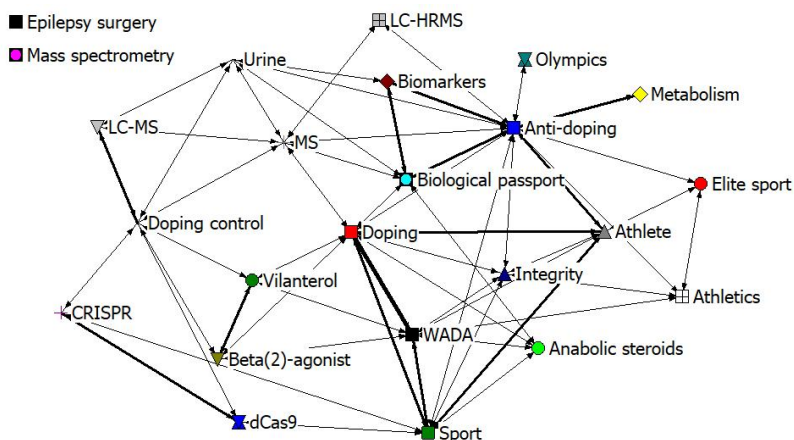 LC-HRMS
Epilepsy surgery
Mass spectrometry
Urine
Olympics
Biomarkers
Metabolism
LC-MS
Anti-doping
MS
Biological passport
Elite sport
Doping control
Doping
Athlete
Vilanterol
Integrity
Athletics
CRISPR
WADA
Beta(2)-agonist
Anabolic steroids
dCas9
Sport